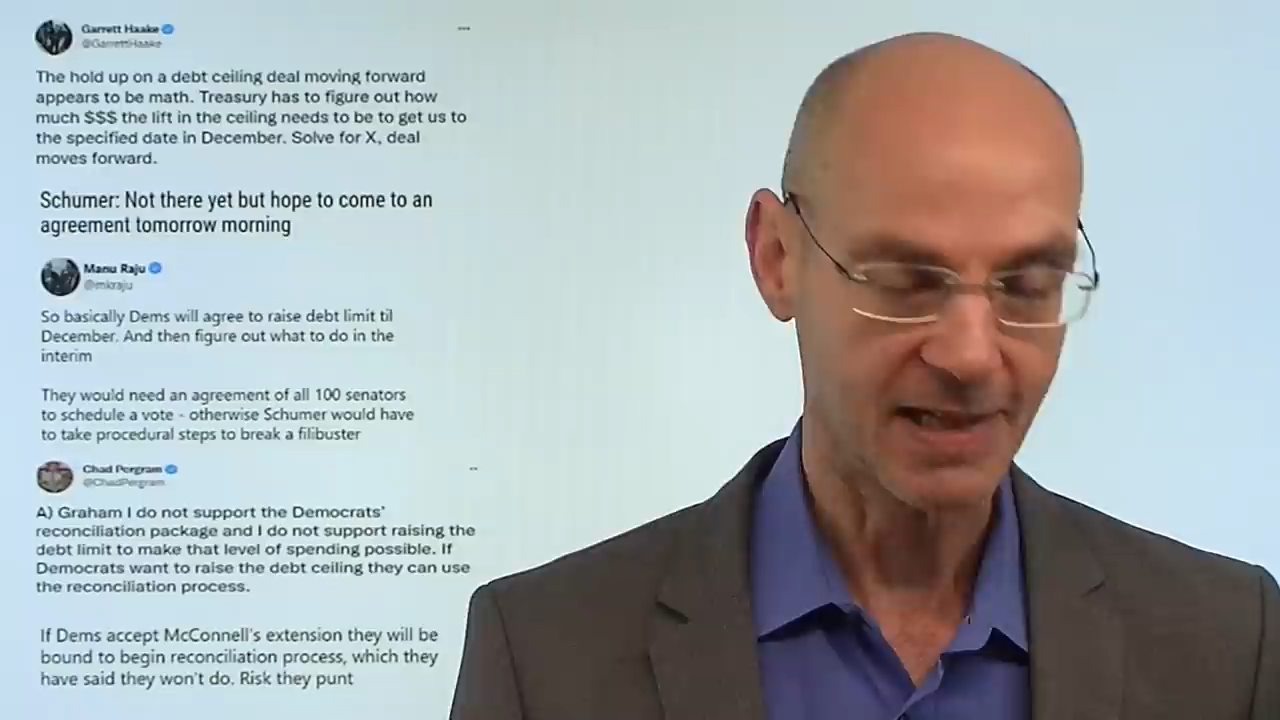 Garrett Haake
@GarrettHaake
The hold up on a debt ceiling deal moving forward
appears to be math. Treasury has to figure out how
much $$$ the lift in the ceiling needs to be to get us to
the specified date in December. Solve for X, deal
moves forward.
Schumer: Not there yet but hope to come to an
agreement tomorrow morning
Manu Raju
@mkraju
So basically Dems will agree to raise debt limit til
December. And then figure out what to do in the
interim
They would need an agreement of all 100 senators
to schedule a vote - otherwise Schumer would have
to take procedural steps to break a filibuster
Chad Pergram
@ChadPergram
A) Graham I do not support the Democrats'
reconciliation package and I do not support raising the
debt limit to make that level of spending possible. If
Democrats want to raise the debt ceiling they can use
the reconciliation process.
If Dems accept McConnell's extension they will be
bound to begin reconciliation process, which they
have said they won't do. Risk they punt